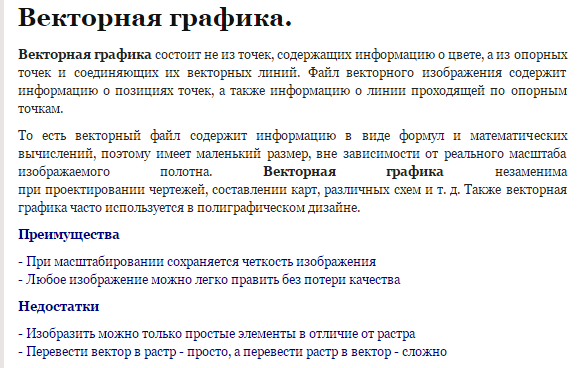 Векторная графика.
Векторная графика состоит не из точек, содержащих информацию о цвете, а из опорных
точек и соединяющих их векторных линий. Файл векторного изображения содержит
информацию о позициях точек, а также информацию о линии проходящей по опорным
точкам.
То есть векторный файл содержит информацию в виде формул и математических
вычислений, поэтому имеет маленький размер, вне зависимости от реального масштаба
изображаемого полотна. Векторная графика незаменима
при проектировании чертежей, составлении карт, различных схем и т. д. Также векторная
графика часто используется в полиграфическом дизайне.
Преимущества
- При масштабировании сохраняется четкость изображения
- Любое изображение можно легко править без потери качества
Недостатки
- Изобразить можно только простые элементы в отличие от растра
- Перевести вектор в растр - просто, а перевести растр в вектор - сложно